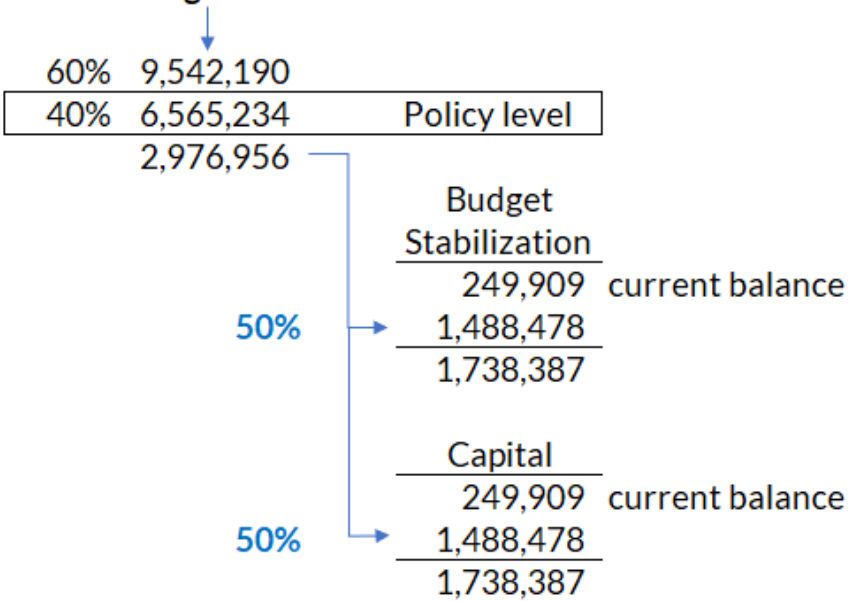 60% 9,542,190
40% 6,565,234 Policy level
2,976,956
Budget
Stabilization
249,909 current balance
50% 1,488,478
1,738,387
Capital
249,909 current balance
50% 1,488,478
1,738,387